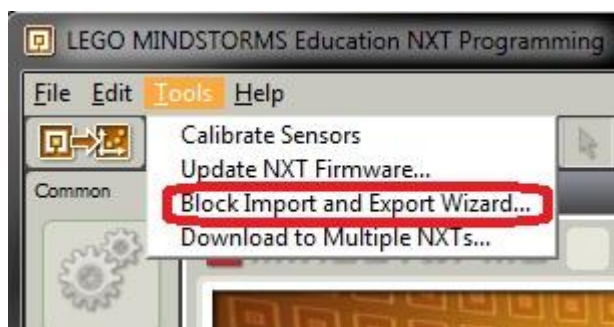 LEGO MINDSTORMS Education NXT Programming
File Edit Tools Help
Calibrate Sensors
Update NXT Firmware...
Common
Block Import and Export Wizard...
Download to Multiple NXTs...